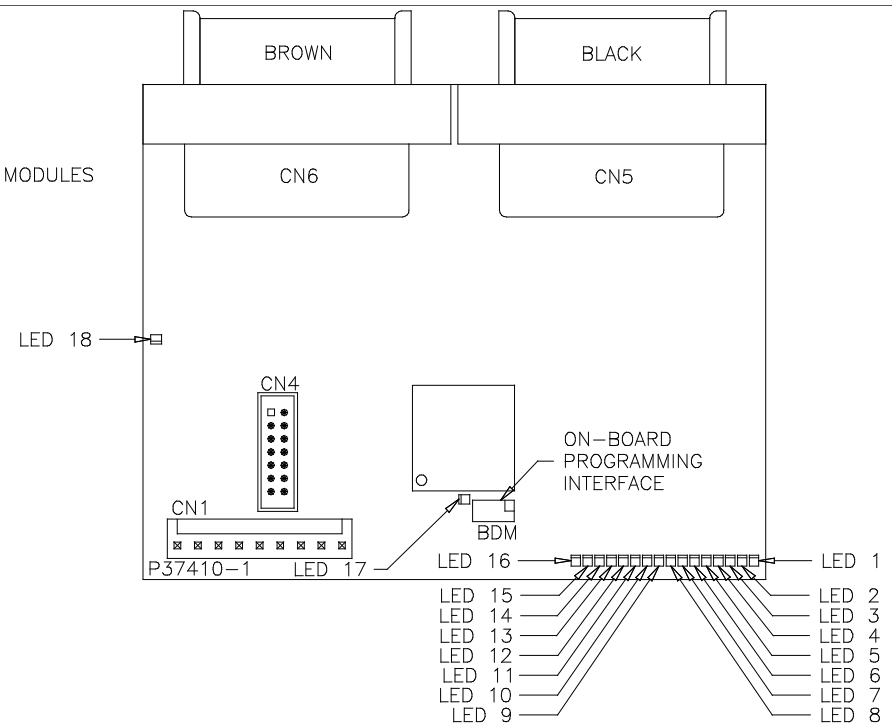 BROWN
BLACK
MODULES
CN6
CN5
LED 18
CN4
ON-BOARD
PROGRAMMING
INTERFACE
CN1
BDM
P37410-1
LED 17
LED 16
LED 1
LED 15
LED 2
LED 14
LED 3
LED 13
LED 4
LED 12
LED 5
LED 11
LED 6
LED 10
LED 7
LED 9
LED 8